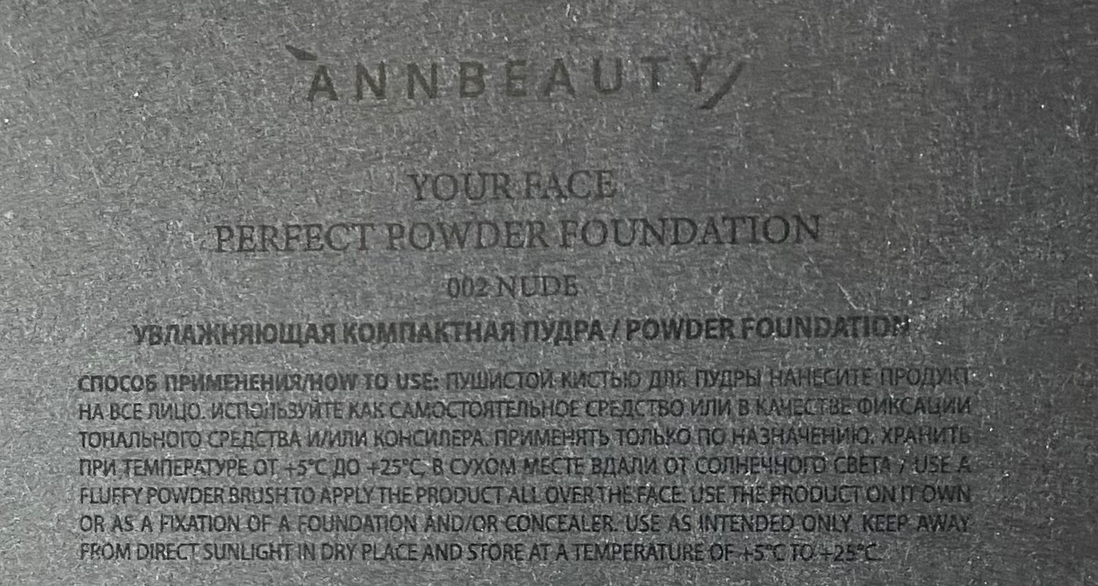 ANNBEAUTY
YOUR FACE
PERFECT POWDER FOUNDATION
002 NUDE
УВЛАЖНЯЮЩАЯ КОМПАКТНАЯ ПУДРА / POWDER FOUNDATION
СПОСОБ ПРИМЕНЕНИЯ/HOW TO USE: ПУШИСТОЙ КИСТЬЮ ДЛЯ ПУДРЫ НАНЕСИТЕ ПРОДУКТ
НА ВСЕ ЛИЦО. ИСПОЛЬЗУЙТЕ КАК САМОСТОЯТЕЛЬНОЕ СРЕДСТВО ИЛИ В КАЧЕСТВЕ ФИКСАЦИИ
ТОНАЛЬНОГО СРЕДСТВА И/ИЛИ КОНСИЛЕРА. ПРИМЕНЯТЬ ТОЛЬКО ПО НАЗНАЧЕНИЮ. ХРАНИТЬ
ПРИ ТЕМПЕРАТУРЕ ОТ +5°C ДО +25°C, В СУХОМ МЕСТЕ ВДАЛИ ОТ СОЛНЕЧНОГО СВЕТА / USE A
FLUFFY POWDER BRUSH TO APPLY THE PRODUCT ALL OVER THE FACE. USE THE PRODUCT ON IT OWN
OR AS A FIXATION OF A FOUNDATION AND/OR CONCEALER. USE AS INTENDED ONLY. KEEP AWAY
FROM DIRECT SUNLIGHT IN DRY PLACE AND STORE AT A TEMPERATURE OF +5°C TO +25°C.